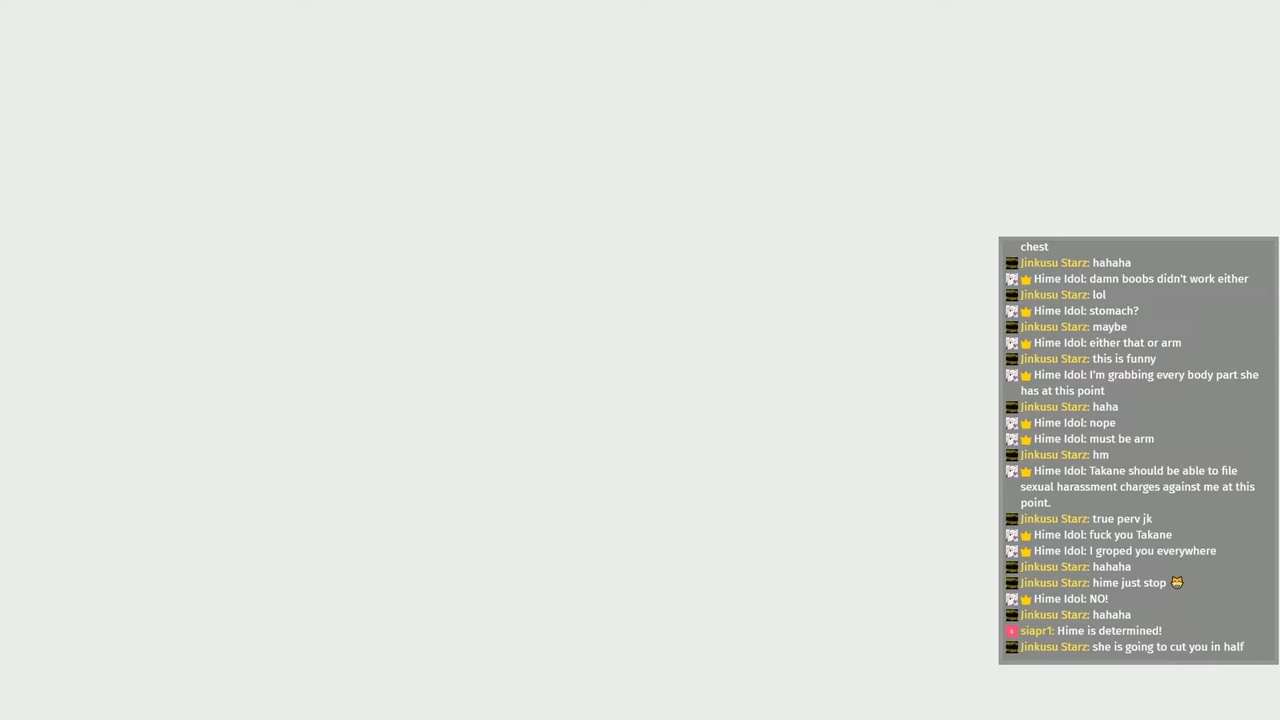 chest
Jinkusu Starz: hahaha
Hime Idol: damn boobs didn't work either
Jinkusu Starz: lol
Hime Idol: stomach?
Jinkusu Starz: maybe
Hime Idol: either that or arm
Jinkusu Starz: this is funny
Hime Idol: I'm grabbing every body part she
has at this point
Jinkusu Starz: haha
Hime Idol: nope
Hime Idol: must be arm
Jinkusu Starz: hm
Hime Idol: Takane should be able to file
sexual harassment charges against me at this
point.
Jinkusu Starz: true perv jk
Hime Idol: fuck you Takane
Hime Idol: I groped you everywhere
Jinkusu Starz: hahaha
Jinkusu Starz: hime just stop
Hime Idol: NO!
Jinkusu Starz: hahaha
siapr1: Hime is determined!
Jinkusu Starz: she is going to cut you in half